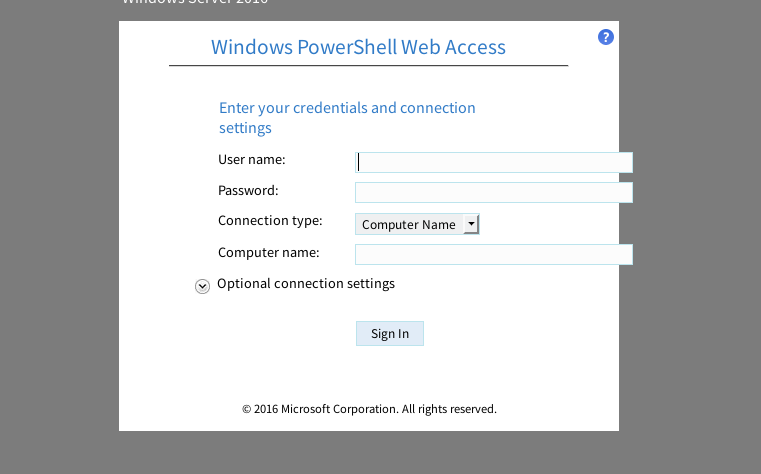 Windows Server 2016
Windows PowerShell Web Access
?
Enter your credentials and connection
settings
User name:
Password:
Connection type:
Computer Name
Computer name:
Optional connection settings
Sign In
© 2016 Microsoft Corporation. All rights reserved.